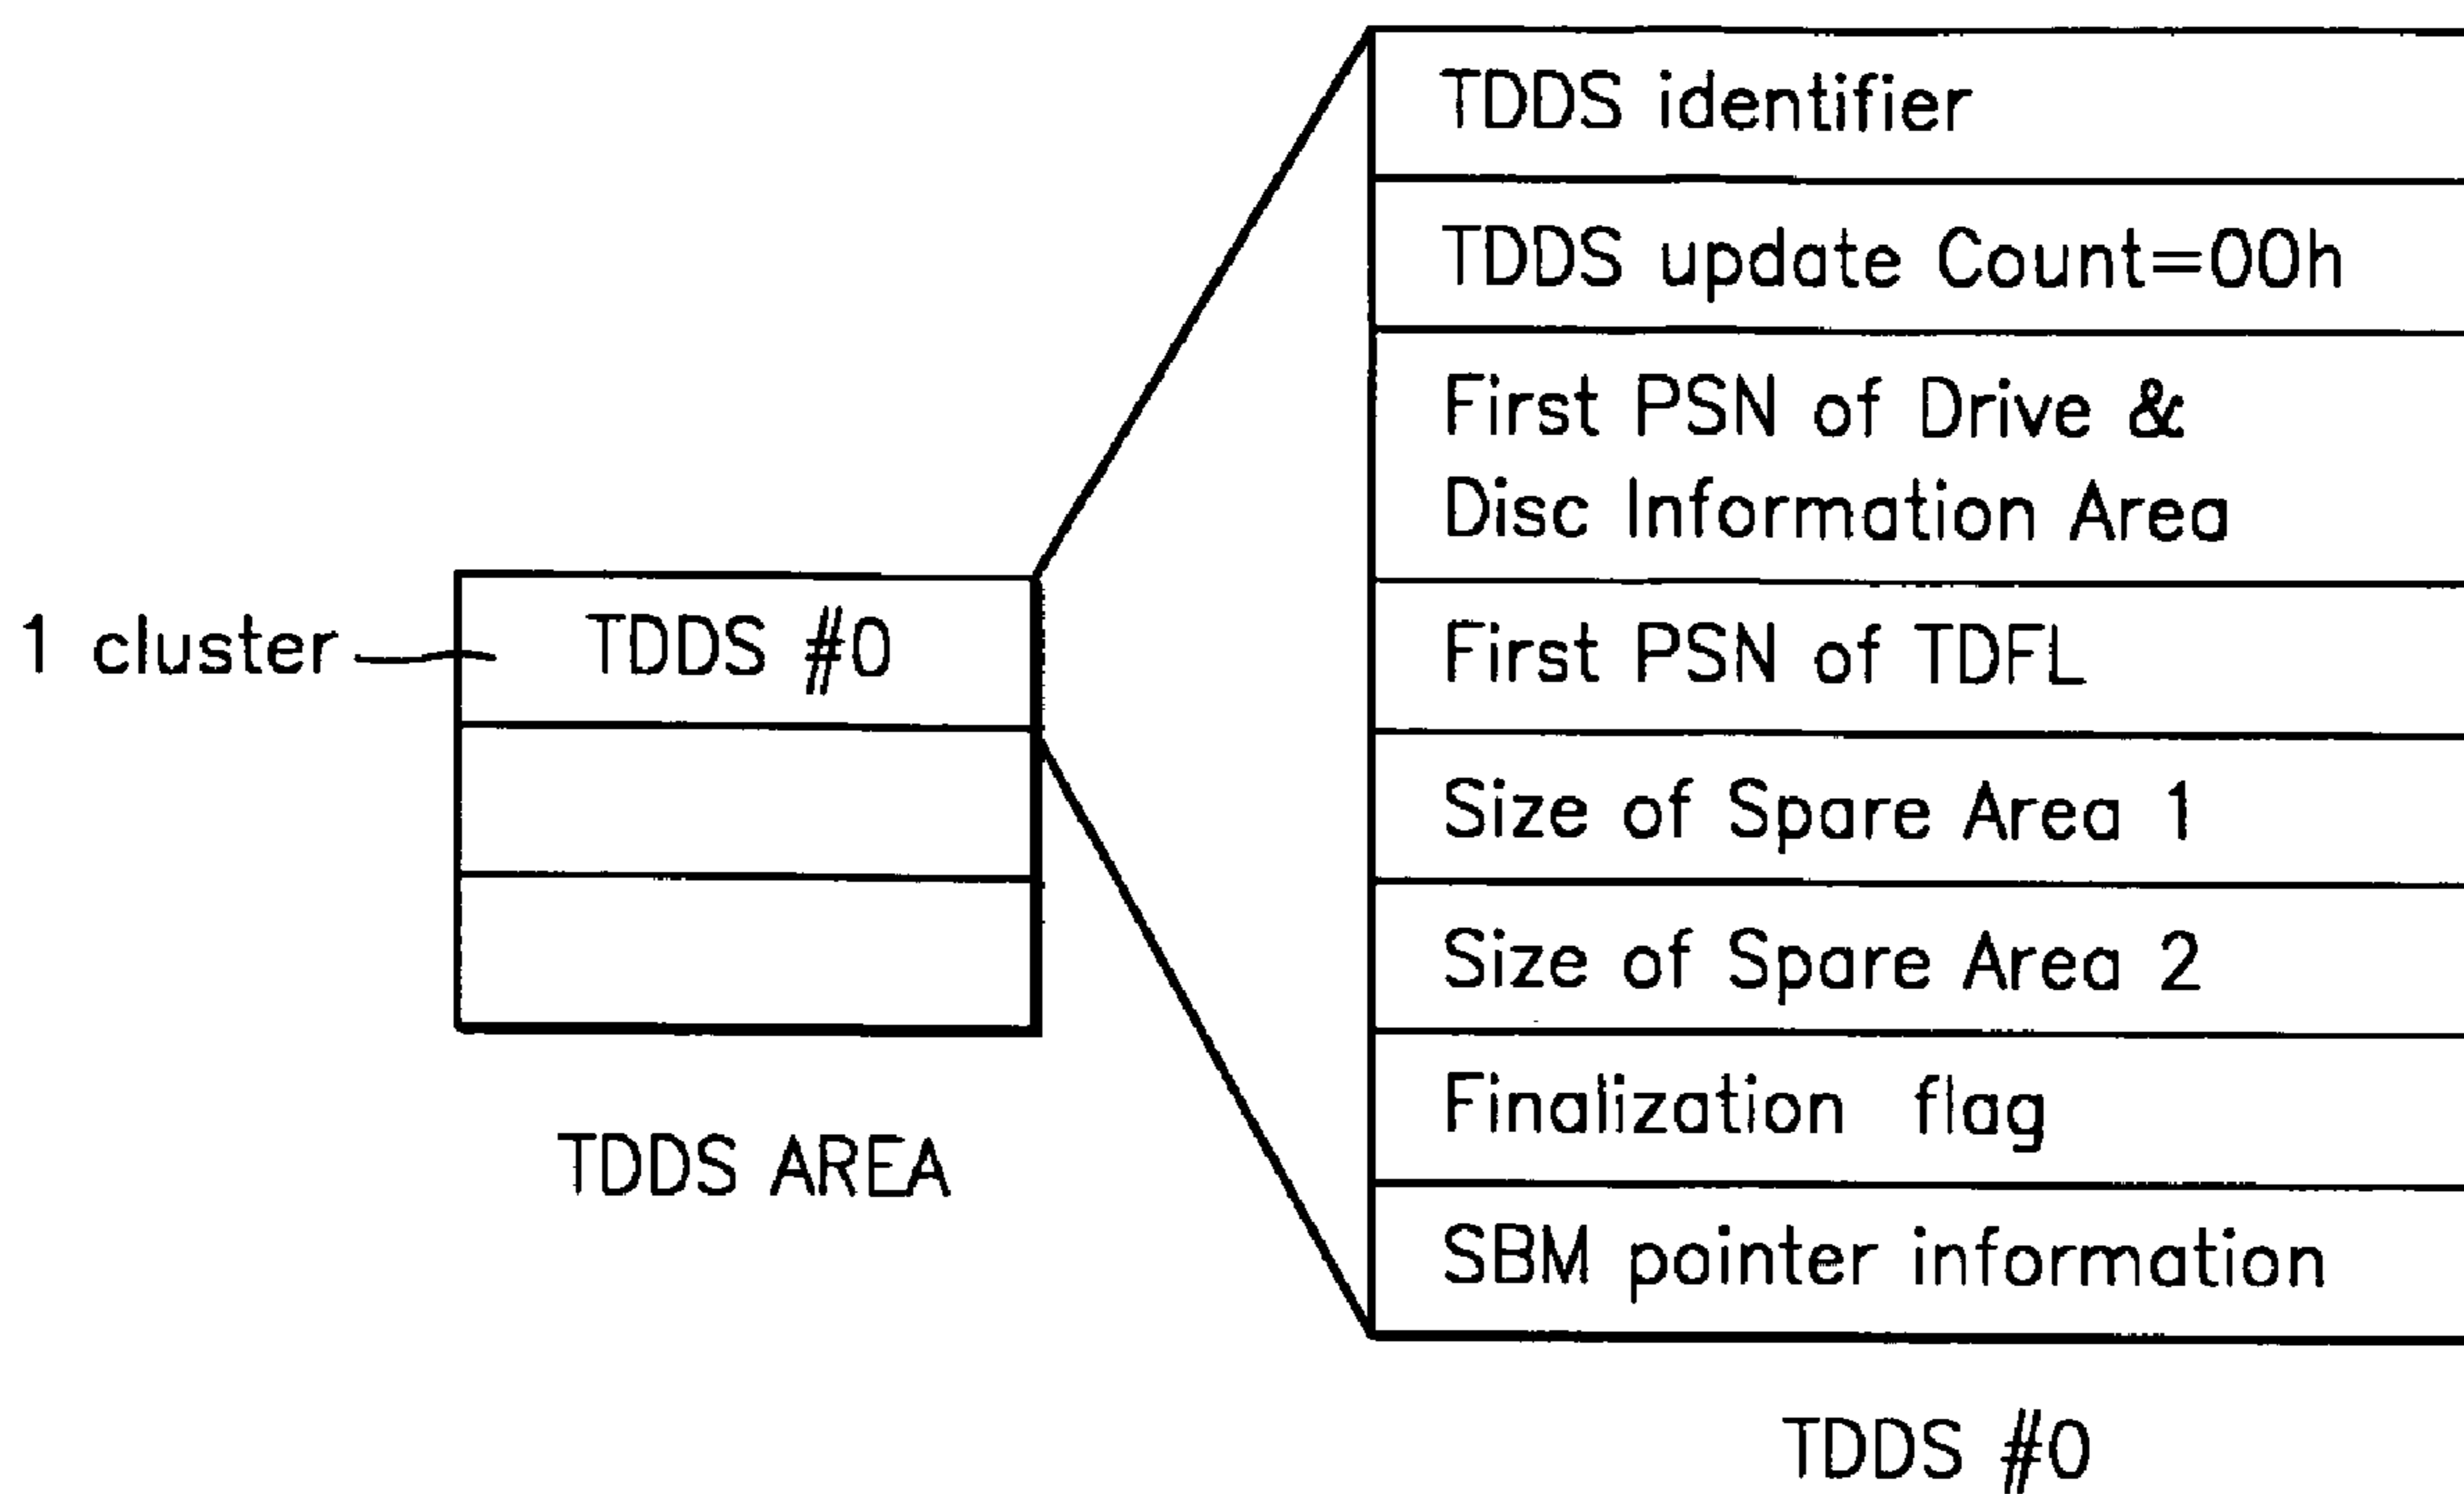 1 cluster
TDDS #0
TDDS AREA
TDDS identifier
TDDS update Count=00h
First PSN of Drive &
Disc Information Area
First PSN of TDFL
Size of Spare Area 1
Size of Spare Area 2
Finalization flag
SBM pointer information
TDDS #0